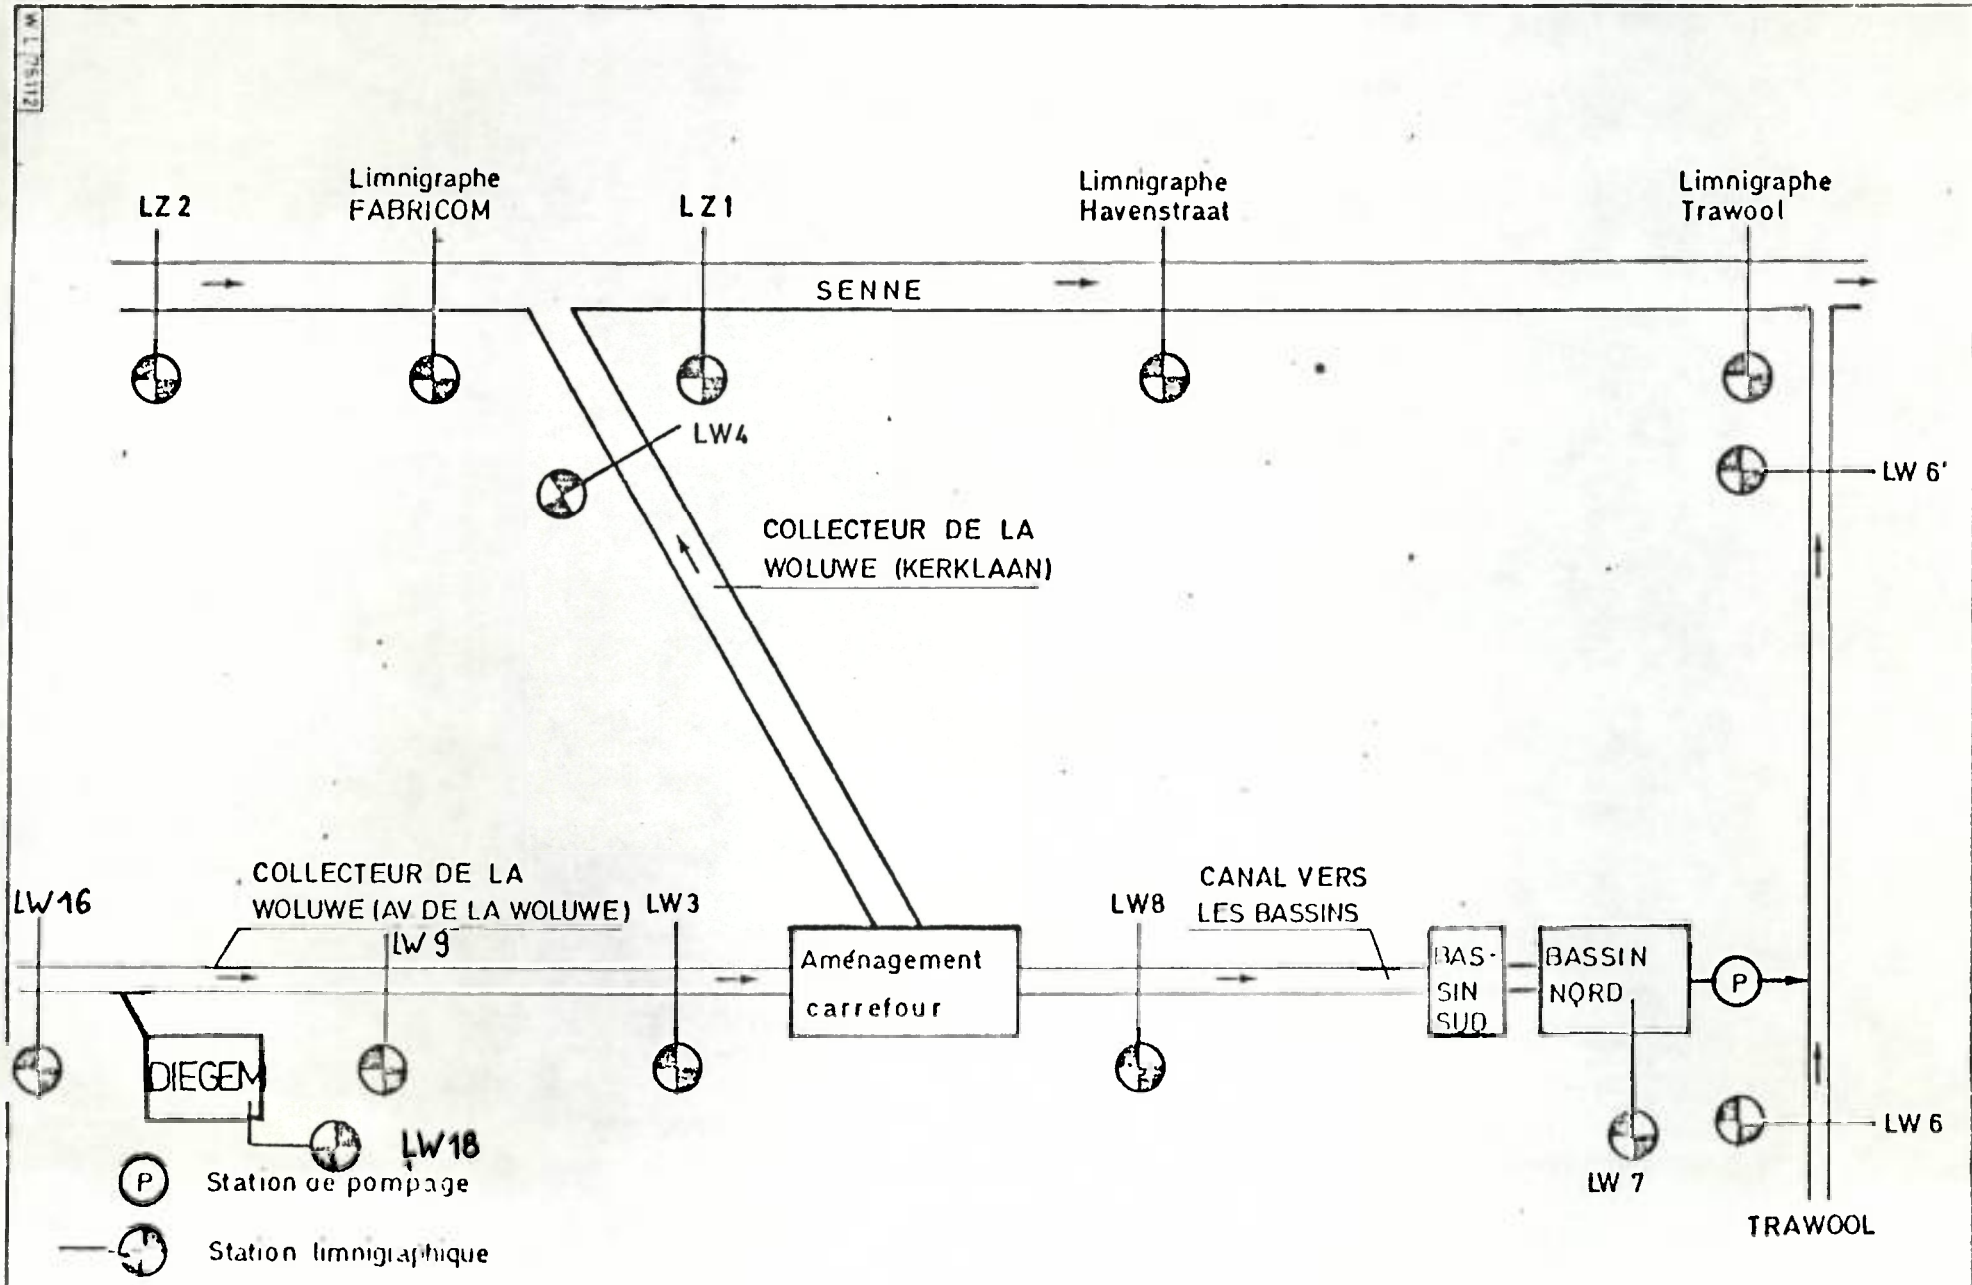 LZ 2
Limnigraphe
FABRICOM
LZ1
Limnigraphe
Havenstraat
Limnigraphe
Trawool
SENNE
LW4
LW 6'
COLLECTEUR DE LA
WOLUWE (KERKLAAN)
COLLECTEUR DE LA
WOLUWE (AV. DE LA WOLUWE)
LW16
LW 9
LW3
LW8
CANAL VERS
LES BASSINS
Aménagement
carrefour
BAS-
SIN
SUD
BASSIN
NORD
P
DIEGEM
LW18
LW 6
LW 7
TRAWOOL
P
Station de pompage
Station limnigraphique